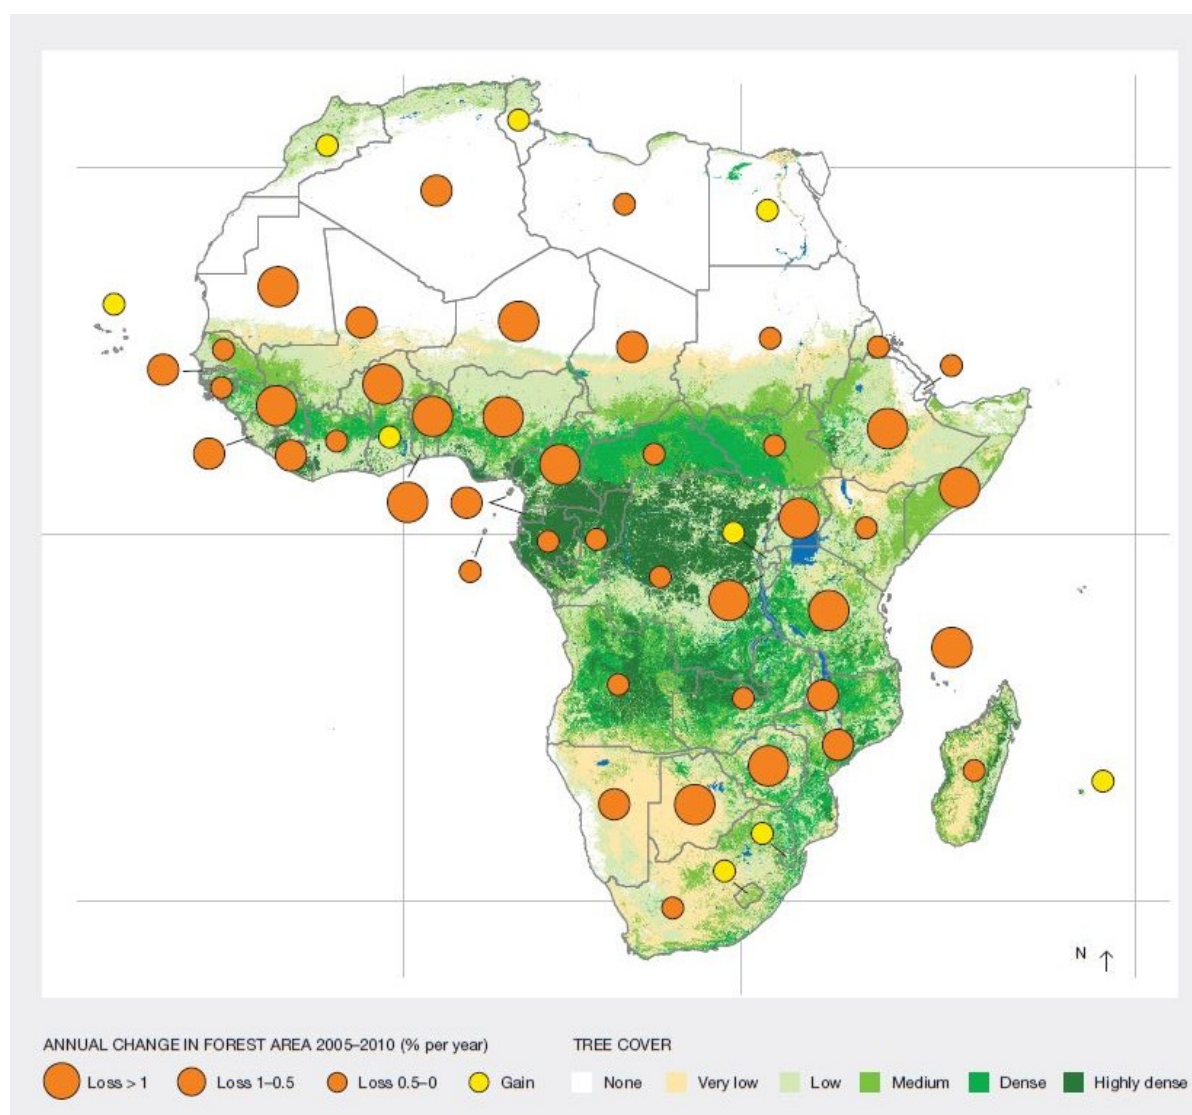 N
ANNUAL CHANGE IN FOREST AREA 2005–2010 (% per year)
Loss > 1
Loss 1–0.5
Loss 0.5–0
Gain
TREE COVER
None
Very low
Low
Medium
Dense
Highly dense